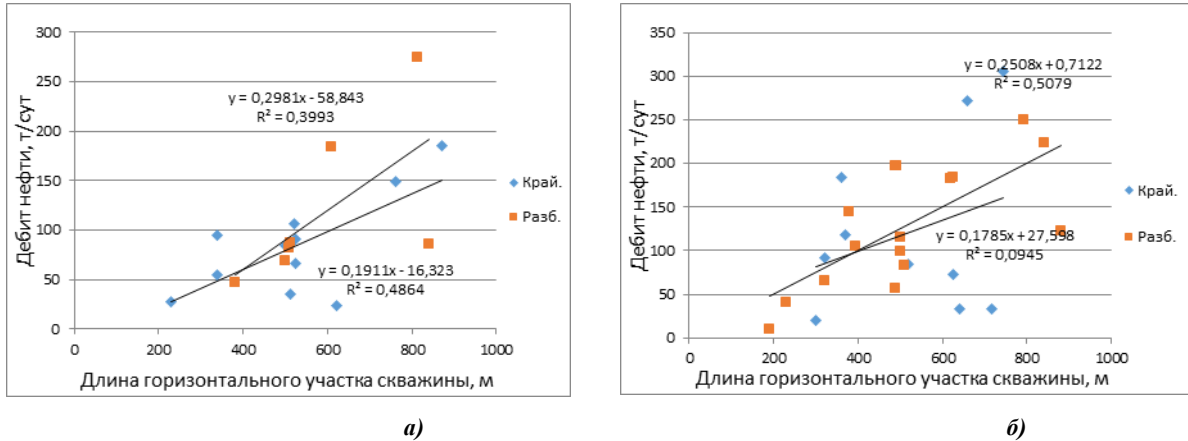 300
250
200
150
100
50
0
0
200
400
600
800
1000
Дебит нефти, т/сут
Длина горизонтального участка скважины, м
y = 0,2981x - 58,843
R² = 0,3993
y = 0,1911x - 16,323
R² = 0,4864
Край.
Разб.
а)
350
300
250
200
150
100
50
0
0
200
400
600
800
1000
Дебит нефти, т/сут
Длина горизонтального участка скважины, м
y = 0,2508x + 0,7122
R² = 0,5079
y = 0,1785x + 27,598
R² = 0,0945
Край.
Разб.
б)